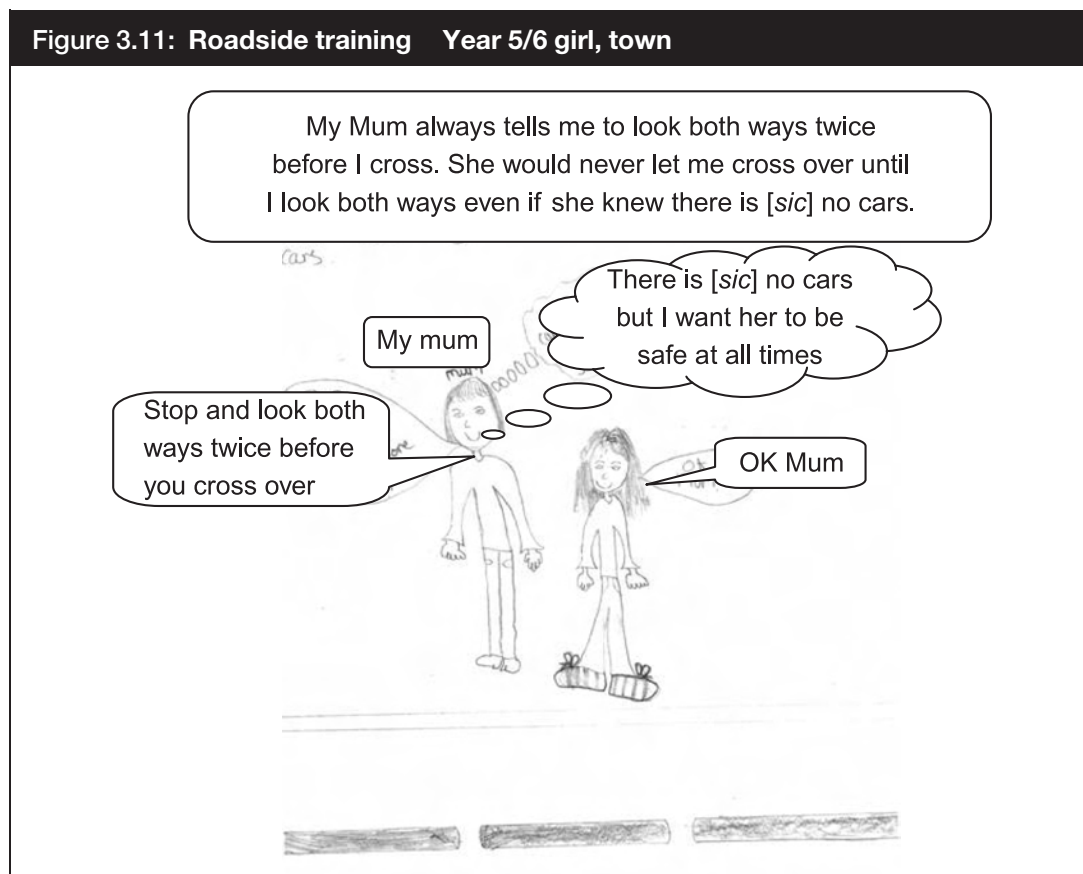 Figure 3.11: Roadside training Year 5/6 girl, town
My Mum always tells me to look both ways twice
before I cross. She would never let me cross over until
I look both ways even if she knew there is [sic] no cars.
cars
There is [sic] no cars
but I want her to be
safe at all times
My mum
mum
Stop and look both
ways twice before
you cross over
OK Mum